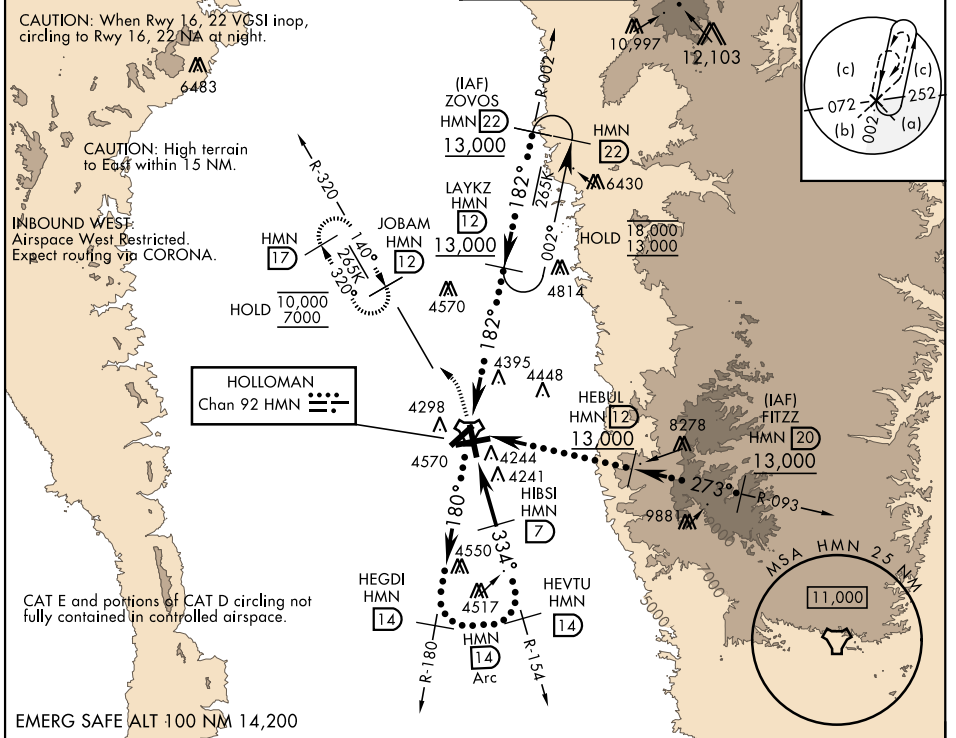 CAUTION: When Rwy 16, 22 VGSI inop,
circling to Rwy 16, 22 NA at night.
6483
10,997
12,103
(c)
(c)
072
252
(b)
(a)
002
CAUTION: High terrain
to East within 15 NM.
INBOUND WEST
Airspace West Restricted.
Expect routing via CORONA.
(IAF)
ZOVOS
HMN 22
13,000
R-002
HMN
22
6430
182°
265K
002°
HOLD 18,000
13,000
LAYKZ
HMN
12
13,000
4814
R-320
HMN
17
140°
265K
320°
JOBAM
HMN
12
HOLD 10,000
7000
4570
182°
4395
4448
HOLLOMAN
Chan 92 HMN
4298
4570
4244
4241
HEBUL
HMN 12
13,000
8278
(IAF)
FITZZ
HMN 20
13,000
273°
R-093
9881
HIBSI
HMN
7
180°
334°
4550
4517
HEGDI
HMN
14
HEVTU
HMN
14
HMN
14
Arc
R-180
R-154
5000
CAT E and portions of CAT D circling not
fully contained in controlled airspace.
MSA HMN 25 NM
11,000
EMERG SAFE ALT 100 NM 14,200